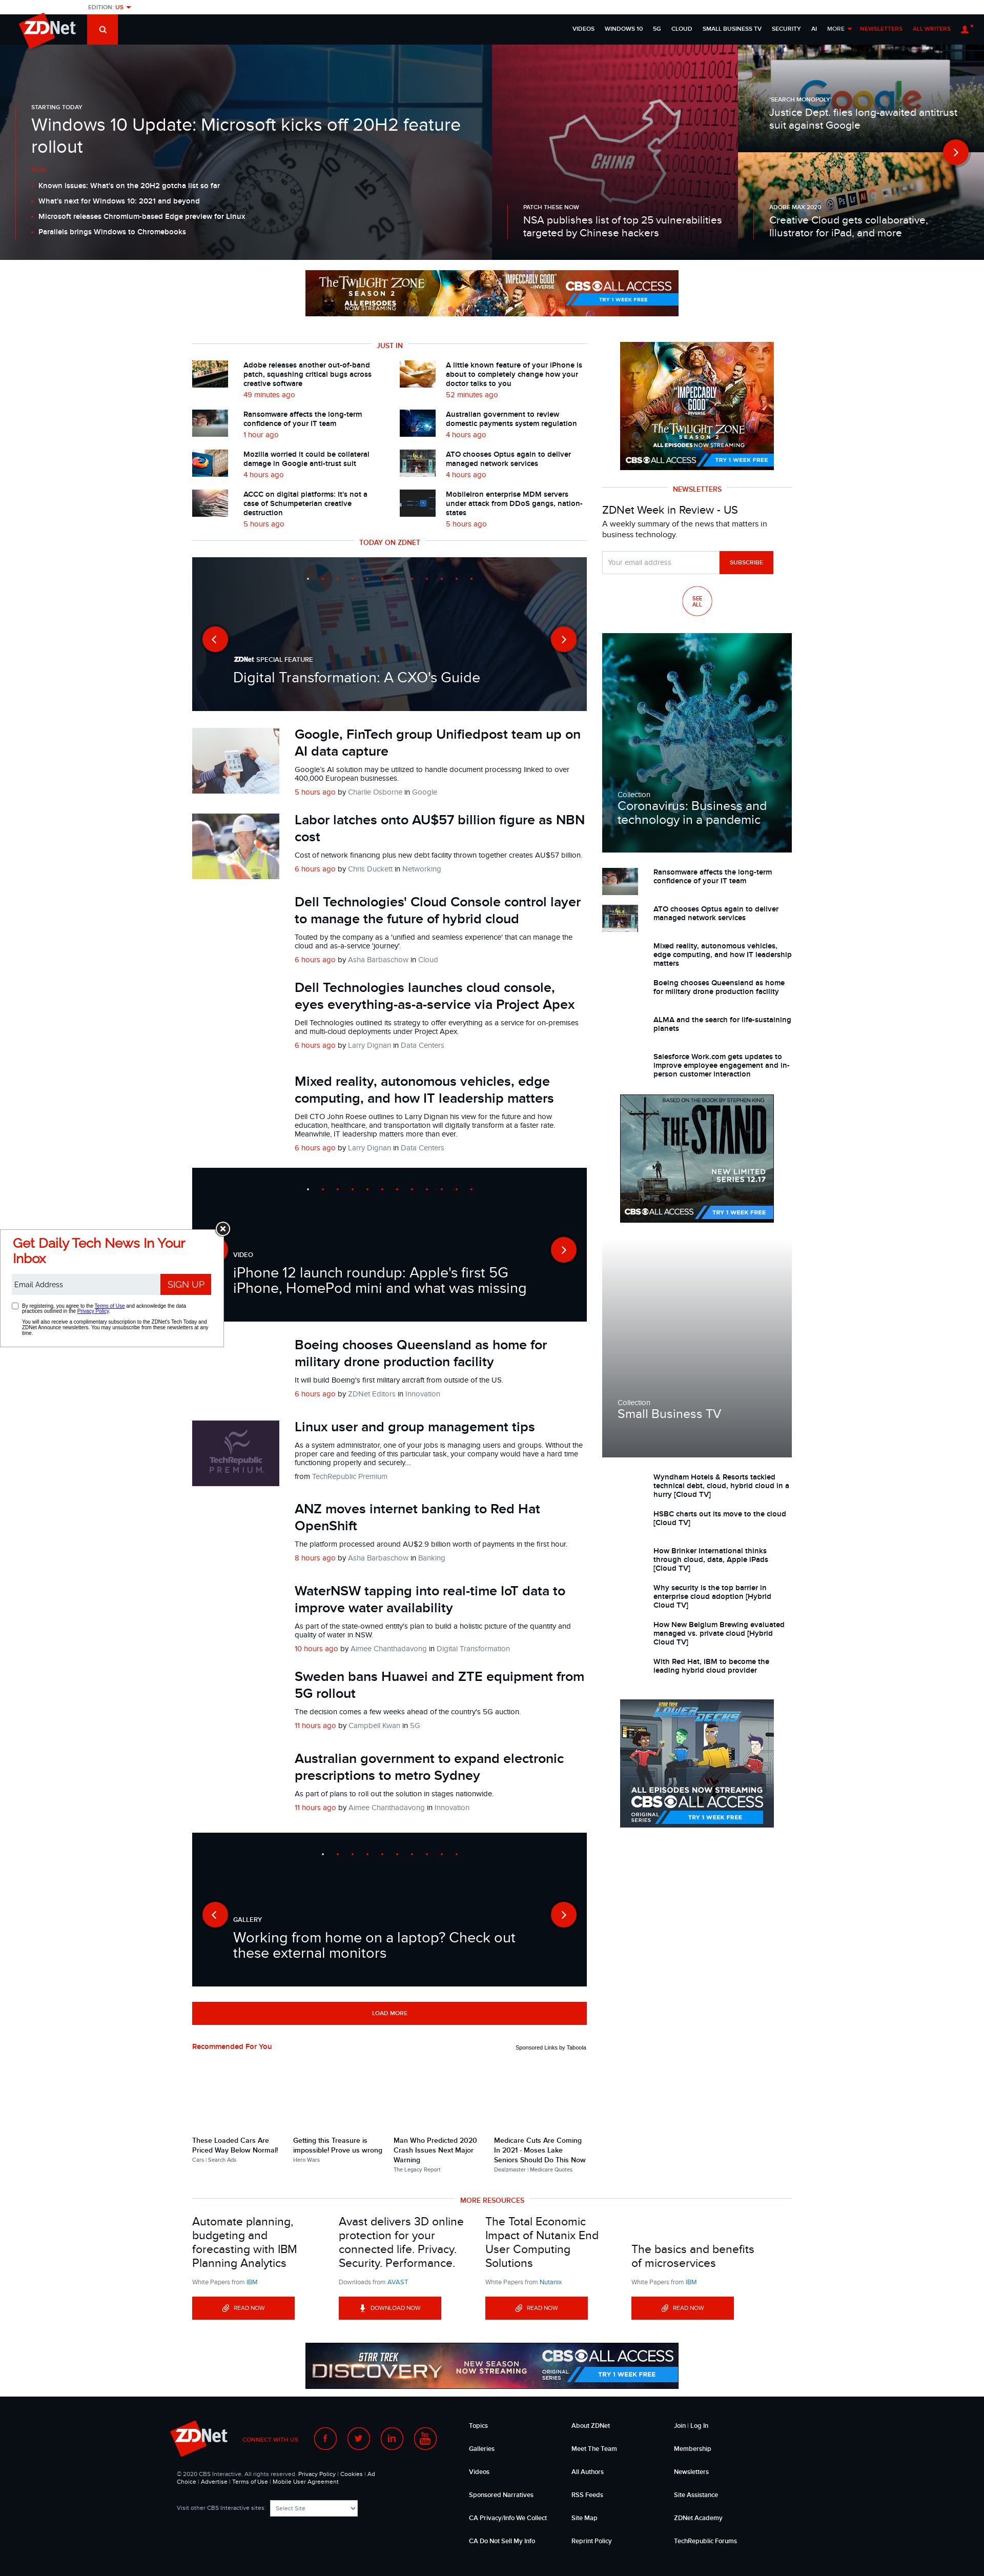 EDITION: US
ZDNet
VIDEOS
WINDOWS 10
5G
CLOUD
SMALL BUSINESS TV
SECURITY
AI
MORE
NEWSLETTERS
ALL WRITERS
STARTING TODAY
Windows 10 Update: Microsoft kicks off 20H2 feature
rollout
Known issues: What's on the 20H2 gotcha list so far
What's next for Windows 10: 2021 and beyond
Microsoft releases Chromium-based Edge preview for Linux
Parallels brings Windows to Chromebooks
CHINA
PATCH THESE NOW
NSA publishes list of top 25 vulnerabilities
targeted by Chinese hackers
Google
'SEARCH MONOPOLY'
Justice Dept. files long-awaited antitrust
suit against Google
ADOBE MAX 2020
Creative Cloud gets collaborative,
Illustrator for iPad, and more
THE TWILIGHT ZONE
SEASON 2
ALL EPISODES
NOW STREAMING
"IMPECCABLY GOOD"
-INVERSE
CBS ALL ACCESS
TRY 1 WEEK FREE
JUST IN
Adobe releases another out-of-band
patch, squashing critical bugs across
creative software
49 minutes ago
A little known feature of your iPhone is
about to completely change how your
doctor talks to you
52 minutes ago
Ransomware affects the long-term
confidence of your IT team
1 hour ago
Australian government to review
domestic payments system regulation
4 hours ago
Mozilla worried it could be collateral
damage in Google anti-trust suit
4 hours ago
ATO chooses Optus again to deliver
managed network services
4 hours ago
ACCC on digital platforms: It's not a
case of Schumpeterian creative
destruction
5 hours ago
MobileIron enterprise MDM servers
under attack from DDoS gangs, nation-
states
5 hours ago
"IMPECCABLY
GOOD"
INVERSE
THE TWILIGHT ZONE
SEASON 2
ALL EPISODES NOW STREAMING
CBS ALL ACCESS
TRY 1 WEEK FREE
NEWSLETTERS
ZDNet Week in Review - US
A weekly summary of the news that matters in
business technology.
Your email address
SUBSCRIBE
SEE
ALL
TODAY ON ZDNET
ZDNet SPECIAL FEATURE
Digital Transformation: A CXO's Guide
Google, FinTech group Unifiedpost team up on
AI data capture
Google's AI solution may be utilized to handle document processing linked to over
400,000 European businesses.
5 hours ago by Charlie Osborne in Google
Labor latches onto AU$57 billion figure as NBN
cost
Cost of network financing plus new debt facility thrown together creates AU$57 billion.
6 hours ago by Chris Duckett in Networking
Dell Technologies' Cloud Console control layer
to manage the future of hybrid cloud
Touted by the company as a 'unified and seamless experience' that can manage the
cloud and as-a-service 'journey'.
6 hours ago by Asha Barbaschow in Cloud
Dell Technologies launches cloud console,
eyes everything-as-a-service via Project Apex
Dell Technologies outlined its strategy to offer everything as a service for on-premises
and multi-cloud deployments under Project Apex.
6 hours ago by Larry Dignan in Data Centers
Mixed reality, autonomous vehicles, edge
computing, and how IT leadership matters
Dell CTO John Roese outlines to Larry Dignan his view for the future and how
education, healthcare, and transportation will digitally transform at a faster rate.
Meanwhile, IT leadership matters more than ever.
6 hours ago by Larry Dignan in Data Centers
Collection
Coronavirus: Business and
technology in a pandemic
Ransomware affects the long-term
confidence of your IT team
ATO chooses Optus again to deliver
managed network services
Mixed reality, autonomous vehicles,
edge computing, and how IT leadership
matters
Boeing chooses Queensland as home
for military drone production facility
ALMA and the search for life-sustaining
planets
Salesforce Work.com gets updates to
improve employee engagement and in-
person customer interaction
BASED ON THE BOOK BY STEPHEN KING
THE STAND
NEW LIMITED
SERIES 12.17
CBS ALL ACCESS
TRY 1 WEEK FREE
VIDEO
iPhone 12 launch roundup: Apple's first 5G
iPhone, HomePod mini and what was missing
Get Daily Tech News In Your
Inbox
Email Address
SIGN UP
By registering, you agree to the Terms of Use and acknowledge the data
practices outlined in the Privacy Policy.
You will also receive a complimentary subscription to the ZDNet's Tech Today and
ZDNet Announce newsletters. You may unsubscribe from these newsletters at any
time.
Boeing chooses Queensland as home for
military drone production facility
It will build Boeing's first military aircraft from outside of the US.
6 hours ago by ZDNet Editors in Innovation
TechRepublic
PREMIUM
Linux user and group management tips
As a system administrator, one of your jobs is managing users and groups. Without the
proper care and feeding of this particular task, your company would have a hard time
functioning properly and securely....
from TechRepublic Premium
ANZ moves internet banking to Red Hat
OpenShift
The platform processed around AU$2.9 billion worth of payments in the first hour.
8 hours ago by Asha Barbaschow in Banking
WaterNSW tapping into real-time IoT data to
improve water availability
As part of the state-owned entity's plan to build a holistic picture of the quantity and
quality of water in NSW.
10 hours ago by Aimee Chanthadavong in Digital Transformation
Sweden bans Huawei and ZTE equipment from
5G rollout
The decision comes a few weeks ahead of the country's 5G auction.
11 hours ago by Campbell Kwan in 5G
Australian government to expand electronic
prescriptions to metro Sydney
As part of plans to roll out the solution in stages nationwide.
11 hours ago by Aimee Chanthadavong in Innovation
Collection
Small Business TV
Wyndham Hotels & Resorts tackled
technical debt, cloud, hybrid cloud in a
hurry [Cloud TV]
HSBC charts out its move to the cloud
[Cloud TV]
How Brinker International thinks
through cloud, data, Apple iPads
[Cloud TV]
Why security is the top barrier in
enterprise cloud adoption [Hybrid
Cloud TV]
How New Belgium Brewing evaluated
managed vs. private cloud [Hybrid
Cloud TV]
With Red Hat, IBM to become the
leading hybrid cloud provider
STAR TREK
LOWER DECKS
ALL EPISODES NOW STREAMING
CBS ALL ACCESS
ORIGINAL
SERIES
TRY 1 WEEK FREE
GALLERY
Working from home on a laptop? Check out
these external monitors
LOAD MORE
Recommended For You
Sponsored Links by Taboola
These Loaded Cars Are
Priced Way Below Normal!
Cars | Search Ads
Getting this Treasure is
impossible! Prove us wrong
Hero Wars
Man Who Predicted 2020
Crash Issues Next Major
Warning
The Legacy Report
Medicare Cuts Are Coming
In 2021 - Moses Lake
Seniors Should Do This Now
Dealzmaster | Medicare Quotes
MORE RESOURCES
Automate planning,
budgeting and
forecasting with IBM
Planning Analytics
White Papers from IBM
READ NOW
Avast delivers 3D online
protection for your
connected life. Privacy.
Security. Performance.
Downloads from AVAST
DOWNLOAD NOW
The Total Economic
Impact of Nutanix End
User Computing
Solutions
White Papers from Nutanix
READ NOW
The basics and benefits
of microservices
White Papers from IBM
READ NOW
STAR TREK
DISCOVERY
NEW SEASON
NOW STREAMING
CBS ALL ACCESS
ORIGINAL
SERIES
TRY 1 WEEK FREE
ZDNet
CONNECT WITH US
© 2020 CBS Interactive. All rights reserved. Privacy Policy | Cookies | Ad
Choice | Advertise | Terms of Use | Mobile User Agreement
Visit other CBS Interactive sites:
Select Site
Topics
Galleries
Videos
Sponsored Narratives
CA Privacy/Info We Collect
CA Do Not Sell My Info
About ZDNet
Meet The Team
All Authors
RSS Feeds
Site Map
Reprint Policy
Join | Log In
Membership
Newsletters
Site Assistance
ZDNet Academy
TechRepublic Forums